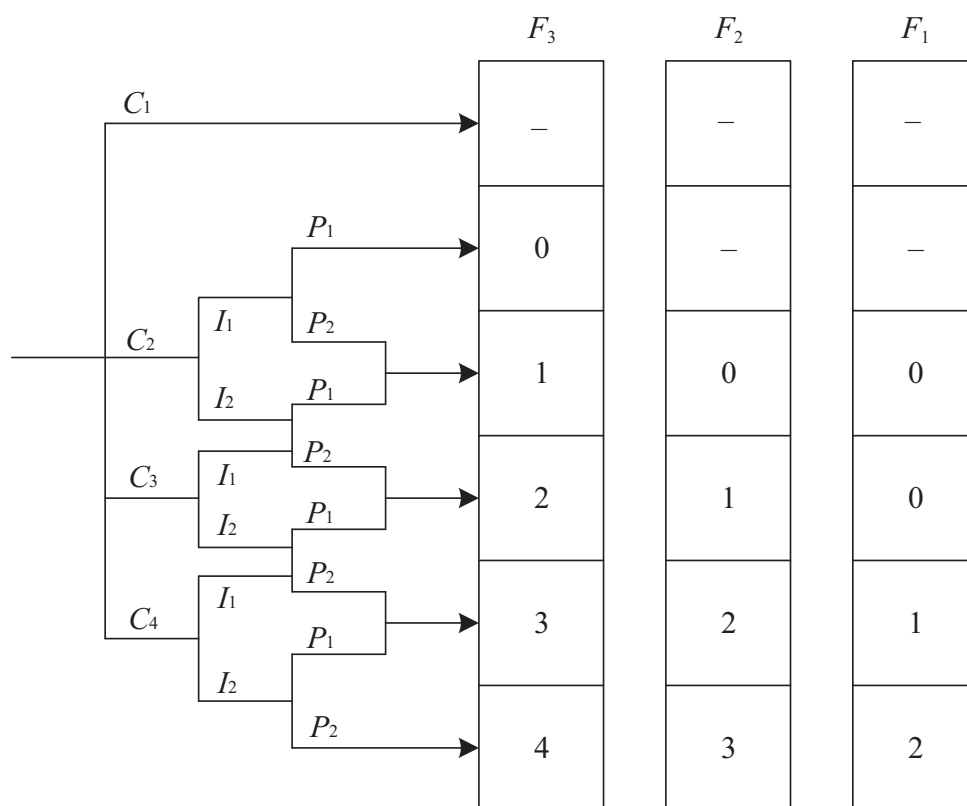 F3 F2 F1
C1 – – –
P1 0 – –
I1 P2
C2 1 0 0
I2 P1
P2
C3 I1 2 1 0
I2 P1
P2
I1
C4 3 2 1
P1
I2
P2 4 3 2